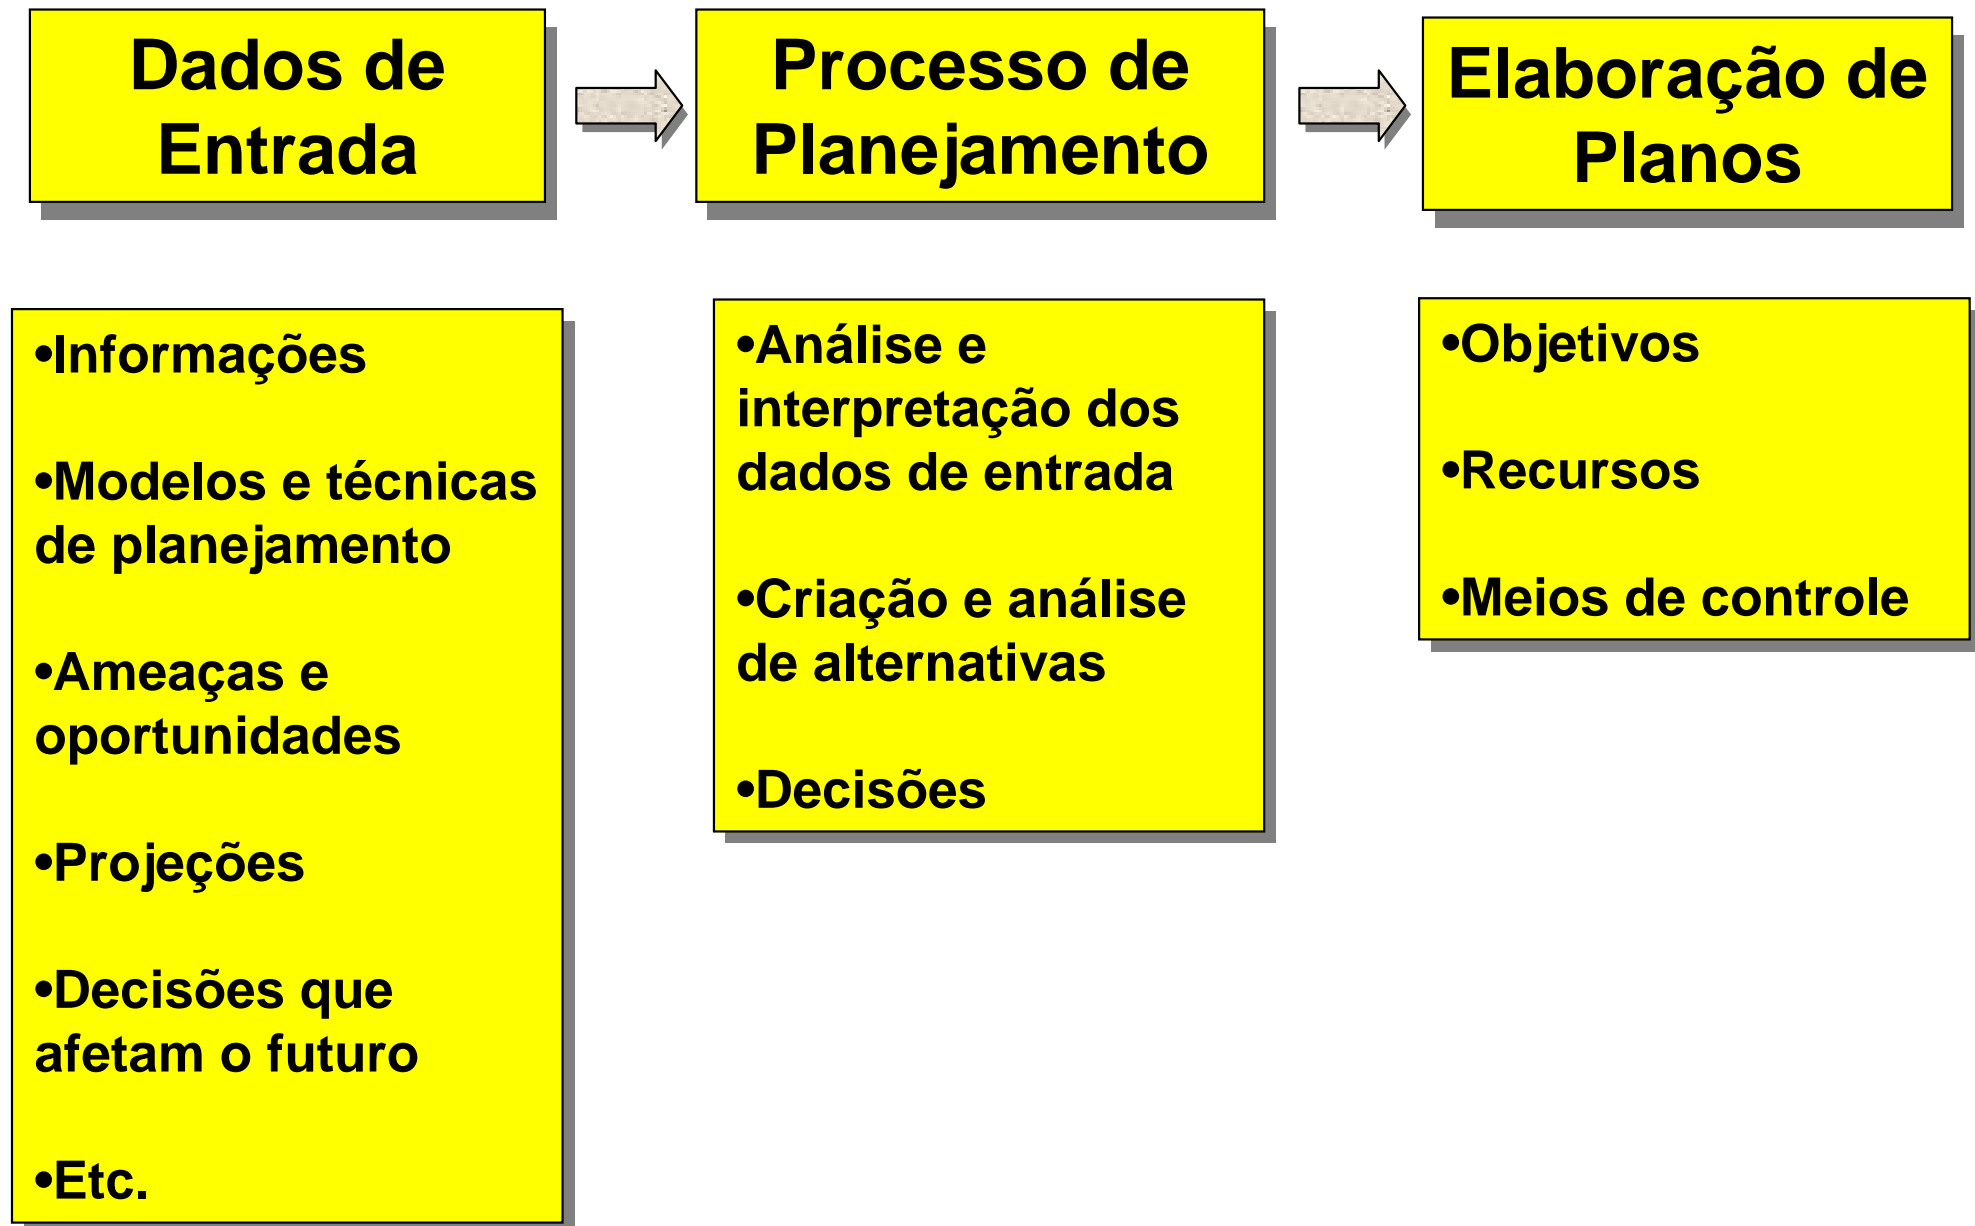 Dados de
Entrada
Processo de
Planejamento
Elaboração de
Planos
•Informações
•Modelos e técnicas
de planejamento
•Ameaças e
oportunidades
•Projeções
•Decisões que
afetam o futuro
•Etc.
•Análise e
interpretação dos
dados de entrada
•Criação e análise
de alternativas
•Decisões
•Objetivos
•Recursos
•Meios de controle